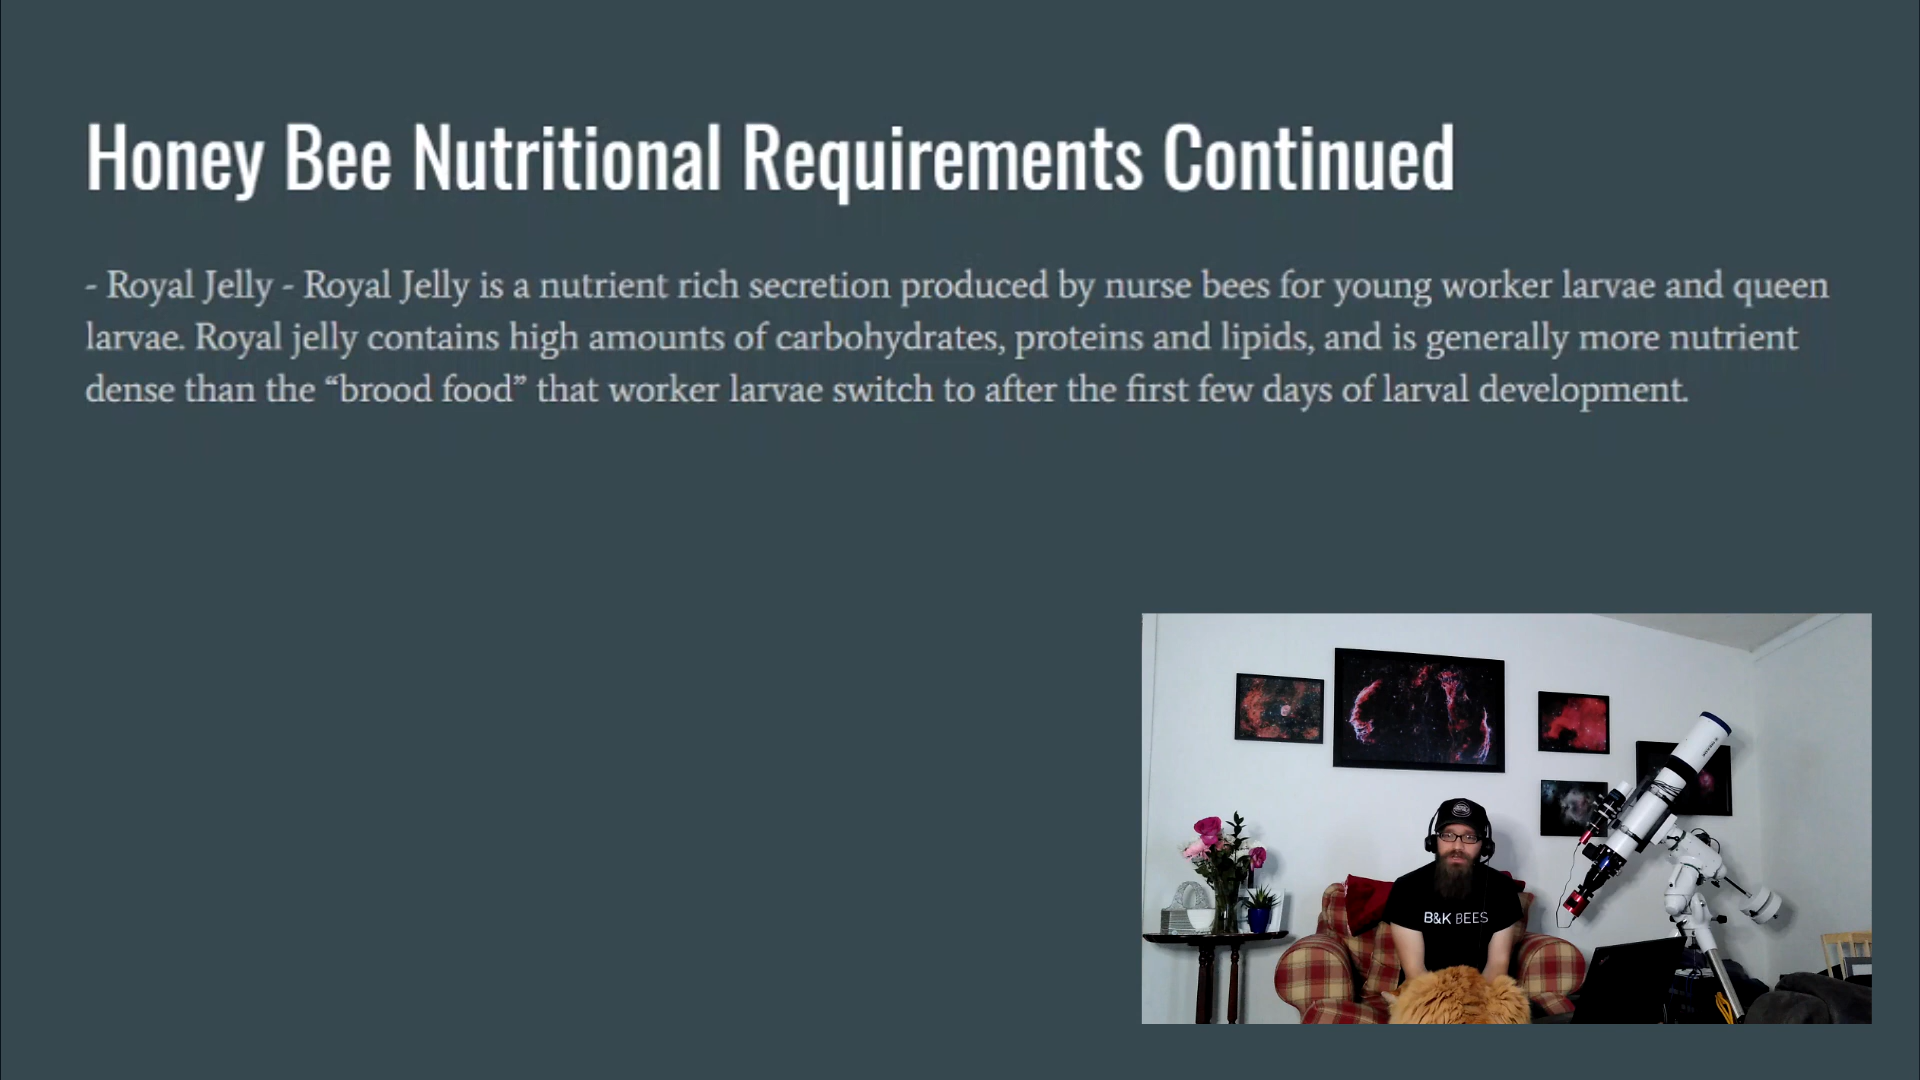 Honey Bee Nutritional Requirements Continued
- Royal Jelly - Royal Jelly is a nutrient rich secretion produced by nurse bees for young worker larvae and queen
larvae. Royal jelly contains high amounts of carbohydrates, proteins and lipids, and is generally more nutrient
dense than the “brood food” that worker larvae switch to after the first few days of larval development.
B&K BEES